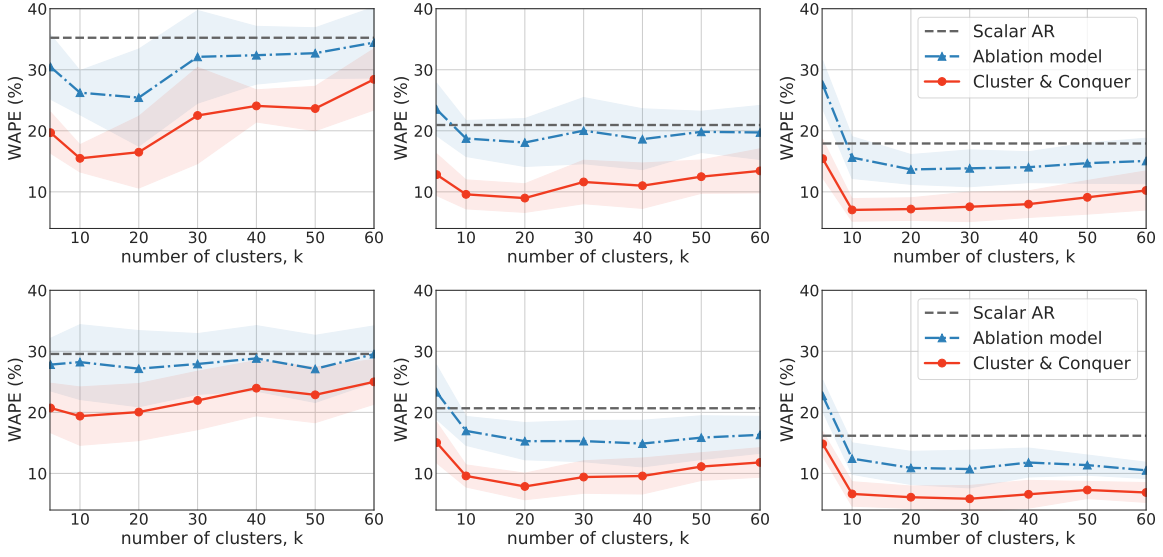 40
30
20
10
WAPE (%)
10 20 30 40 50 60
number of clusters, k
40
30
20
10
WAPE (%)
10 20 30 40 50 60
number of clusters, k
40
30
20
10
WAPE (%)
Scalar AR
Ablation model
Cluster & Conquer
10 20 30 40 50 60
number of clusters, k
40
30
20
10
WAPE (%)
10 20 30 40 50 60
number of clusters, k
40
30
20
10
WAPE (%)
10 20 30 40 50 60
number of clusters, k
40
30
20
10
WAPE (%)
Scalar AR
Ablation model
Cluster & Conquer
10 20 30 40 50 60
number of clusters, k